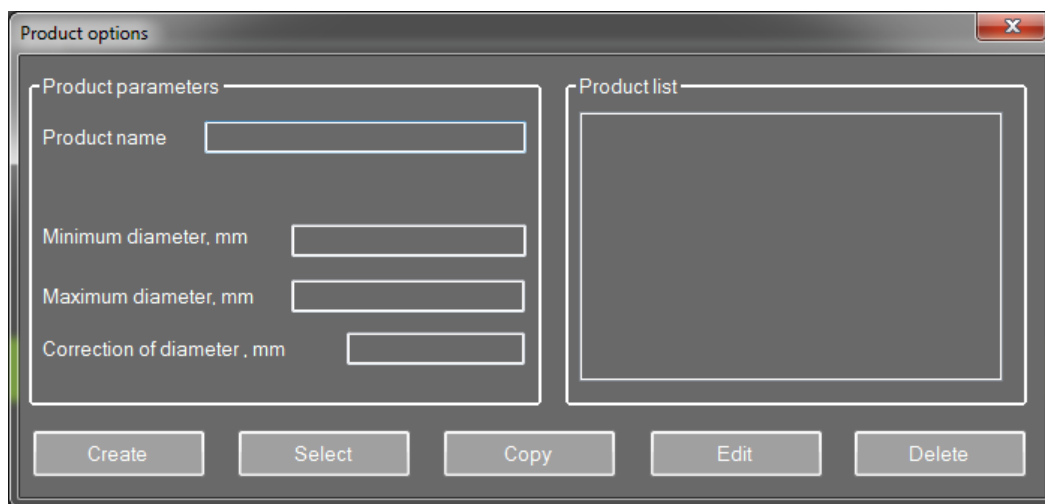 Product options
Product parameters
Product name
Minimum diameter, mm
Maximum diameter, mm
Correction of diameter , mm
Product list
Create
Select
Copy
Edit
Delete